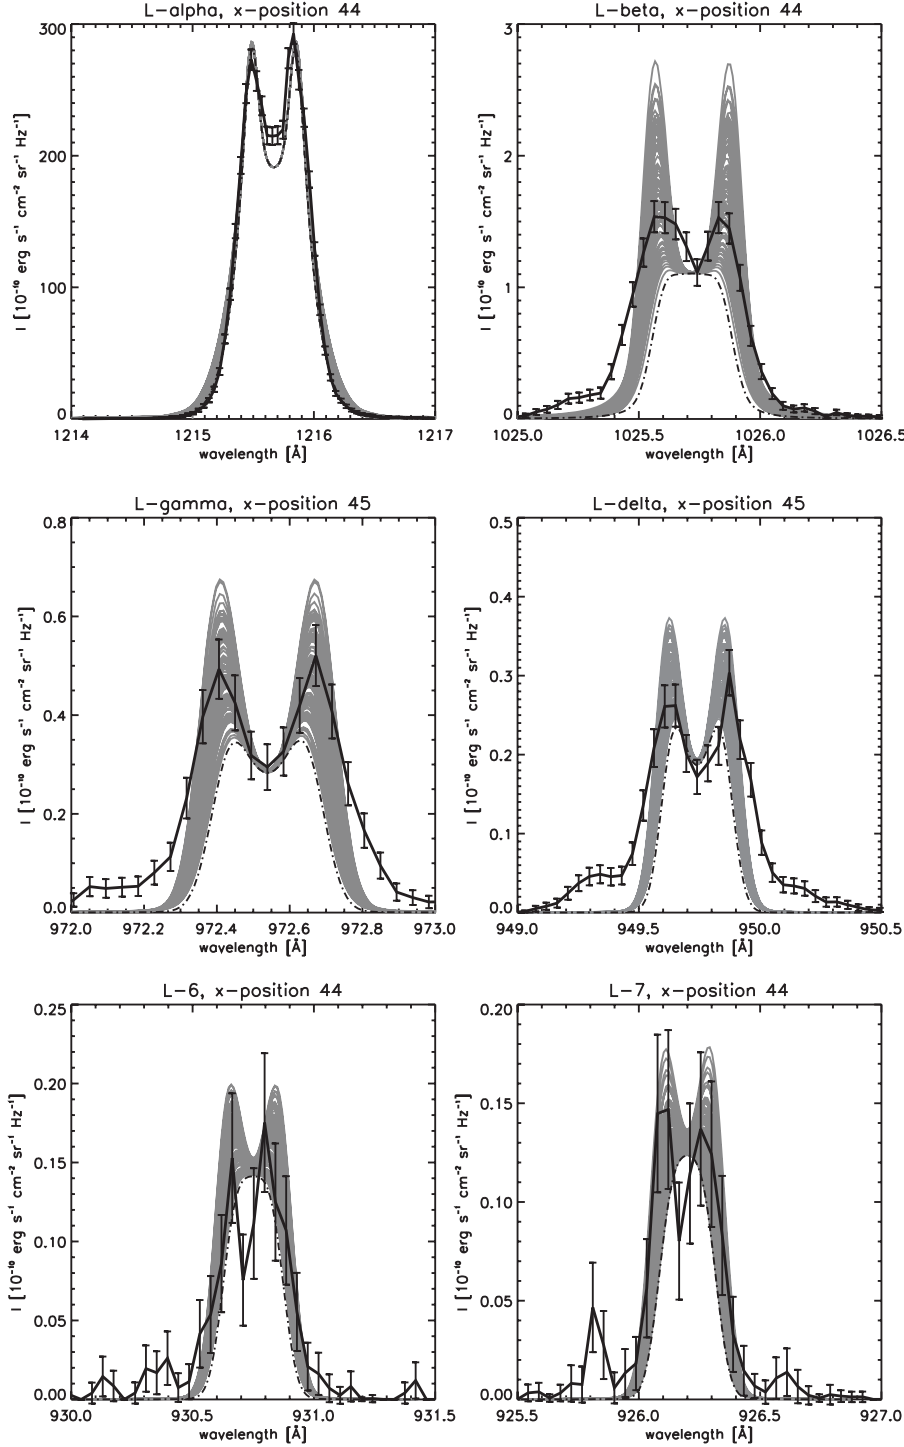 L-alpha, x-position 44
I [10⁻¹⁰ erg s⁻¹ cm⁻² sr⁻¹ Hz⁻¹]
300
200
100
0
1214 1215 1216 1217
wavelength [Å]
L-beta, x-position 44
I [10⁻¹⁰ erg s⁻¹ cm⁻² sr⁻¹ Hz⁻¹]
3
2
1
0
1025.0 1025.5 1026.0 1026.5
wavelength [Å]
L-gamma, x-position 45
I [10⁻¹⁰ erg s⁻¹ cm⁻² sr⁻¹ Hz⁻¹]
0.8
0.6
0.4
0.2
0.0
972.0 972.2 972.4 972.6 972.8 973.0
wavelength [Å]
L-delta, x-position 45
I [10⁻¹⁰ erg s⁻¹ cm⁻² sr⁻¹ Hz⁻¹]
0.5
0.4
0.3
0.2
0.1
0.0
949.0 949.5 950.0 950.5
wavelength [Å]
L-6, x-position 44
I [10⁻¹⁰ erg s⁻¹ cm⁻² sr⁻¹ Hz⁻¹]
0.25
0.20
0.15
0.10
0.05
0.00
930.0 930.5 931.0 931.5
wavelength [Å]
L-7, x-position 44
I [10⁻¹⁰ erg s⁻¹ cm⁻² sr⁻¹ Hz⁻¹]
0.20
0.15
0.10
0.05
0.00
925.5 926.0 926.5 927.0
wavelength [Å]